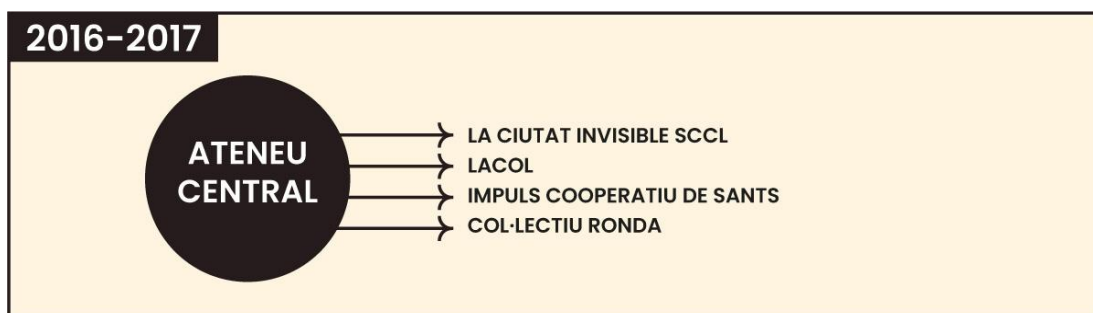 2016-2017
ATENEU
CENTRAL
LA CIUTAT INVISIBLE SCCL
LACOL
IMPULS COOPERATIU DE SANTS
COL·LECTIU RONDA